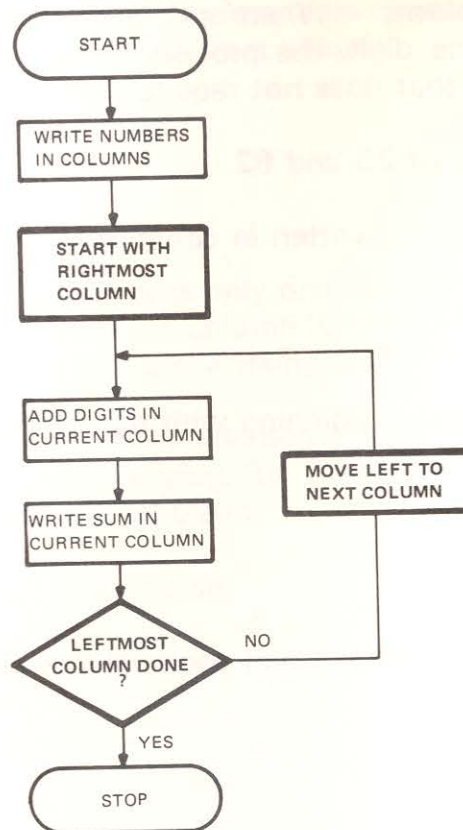 START
WRITE NUMBERS
IN COLUMNS
START WITH
RIGHTMOST
COLUMN
ADD DIGITS IN
CURRENT COLUMN
MOVE LEFT TO
NEXT COLUMN
WRITE SUM IN
CURRENT COLUMN
LEFTMOST
COLUMN DONE
?
NO
YES
STOP